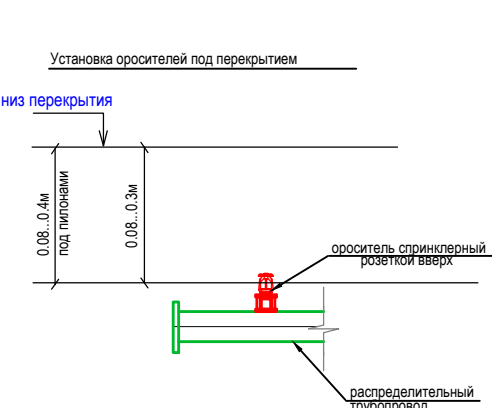 Установка оросителей под перекрытием
низ перекрытия
0.08...0.4м
под пилонами
0.08...0.3м
ороситель спринклерный
розеткой вверх
распределительный
трубопровод